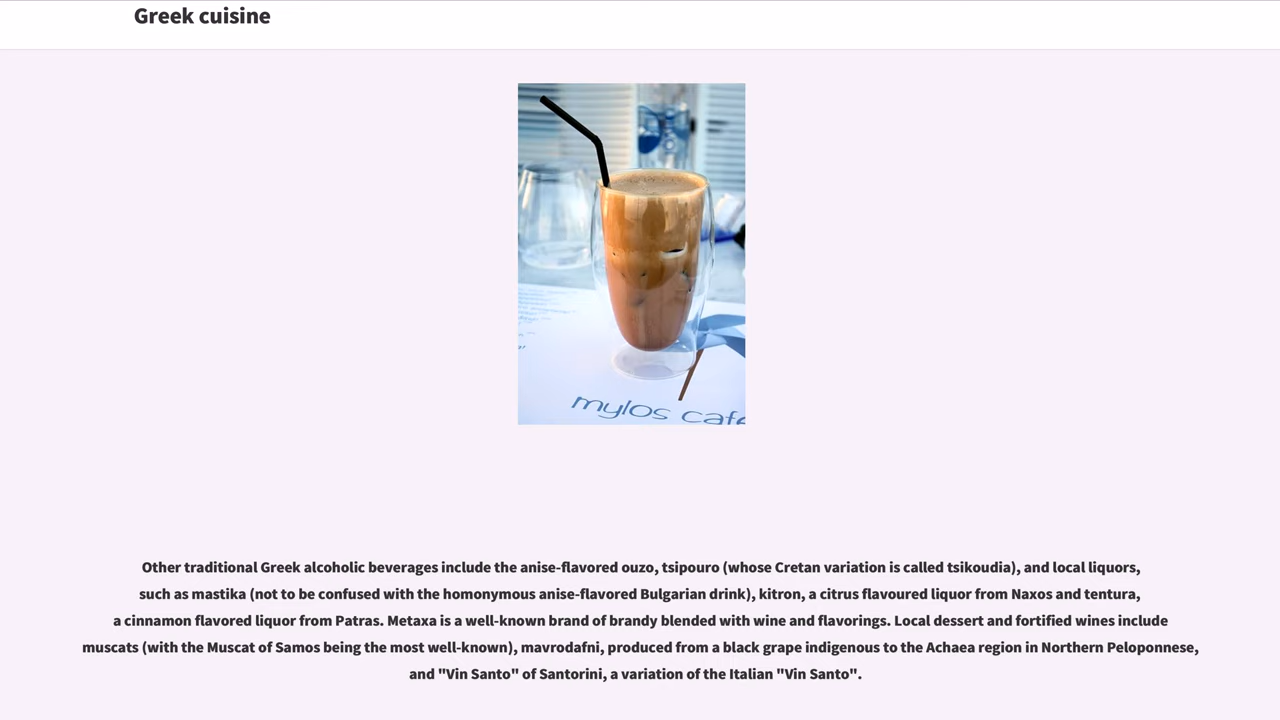 Greek cuisine
mylos cafe
Other traditional Greek alcoholic beverages include the anise-flavored ouzo, tsipouro (whose Cretan variation is called tsikoudia), and local liquors,
such as mastika (not to be confused with the homonymous anise-flavored Bulgarian drink), kitron, a citrus flavoured liquor from Naxos and tentura,
a cinnamon flavored liquor from Patras. Metaxa is a well-known brand of brandy blended with wine and flavorings. Local dessert and fortified wines include
muscats (with the Muscat of Samos being the most well-known), mavrodafni, produced from a black grape indigenous to the Achaea region in Northern Peloponnese,
and "Vin Santo" of Santorini, a variation of the Italian "Vin Santo".